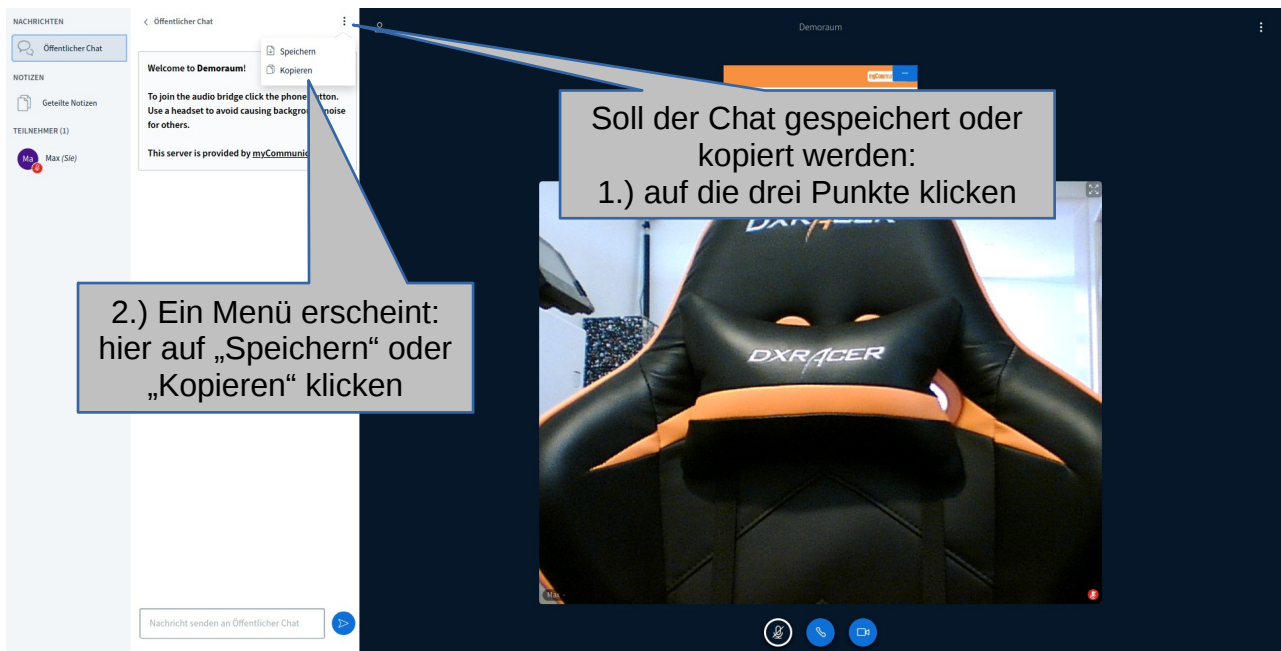 NACHRICHTEN
Öffentlicher Chat
NOTIZEN
Geteilte Notizen
TEILNEHMER (1)
Ma
Max (Sie)
Öffentlicher Chat
Speichern
Kopieren
Welcome to Demoraum!
To join the audio bridge click the phone
Use a headset to avoid causing
for others.
This server is provided by
Nachricht senden an Öffentlicher Chat
Demoraum
Soll der Chat gespeichert oder
kopiert werden:
1.) auf die drei Punkte klicken
2.) Ein Menü erscheint:
hier auf „Speichern“ oder
„Kopieren“ klicken
DXRACER
DXRACER
Max